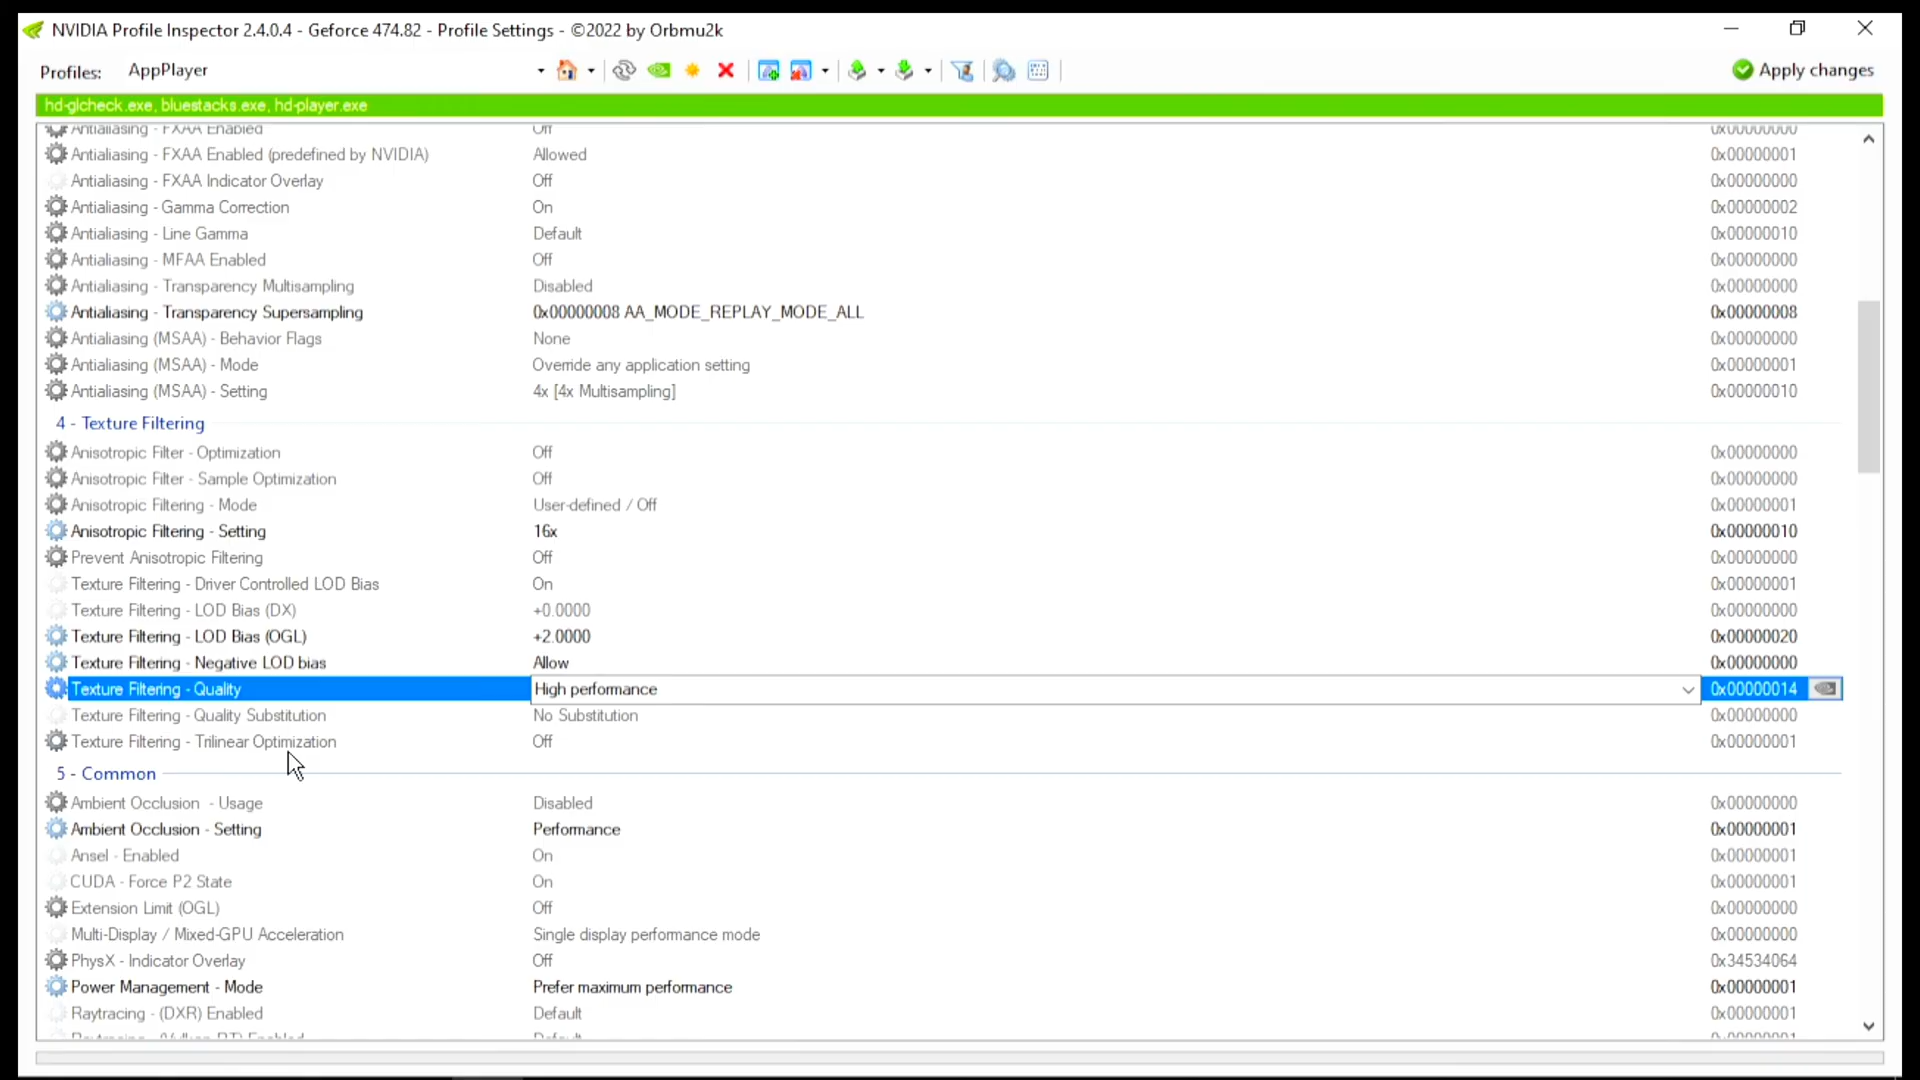 NVIDIA Profile Inspector 2.4.0.4 - Geforce 474.82 - Profile Settings - ©2022 by Orbmu2k
Profiles: AppPlayer Apply changes
hd-glcheck.exe, bluestacks.exe, hd-player.exe
Antialiasing - FXAA Enabled Off 0x00000000
Antialiasing - FXAA Enabled (predefined by NVIDIA) Allowed 0x00000001
Antialiasing - FXAA Indicator Overlay Off 0x00000000
Antialiasing - Gamma Correction On 0x00000002
Antialiasing - Line Gamma Default 0x00000010
Antialiasing - MFAA Enabled Off 0x00000000
Antialiasing - Transparency Multisampling Disabled 0x00000000
Antialiasing - Transparency Supersampling 0x00000008 AA_MODE_REPLAY_MODE_ALL 0x00000008
Antialiasing (MSAA) - Behavior Flags None 0x00000000
Antialiasing (MSAA) - Mode Override any application setting 0x00000001
Antialiasing (MSAA) - Setting 4x [4x Multisampling] 0x00000010
4 - Texture Filtering
Anisotropic Filter - Optimization Off 0x00000000
Anisotropic Filter - Sample Optimization Off 0x00000000
Anisotropic Filtering - Mode User-defined / Off 0x00000001
Anisotropic Filtering - Setting 16x 0x00000010
Prevent Anisotropic Filtering Off 0x00000000
Texture Filtering - Driver Controlled LOD Bias On 0x00000001
Texture Filtering - LOD Bias (DX) +0.0000 0x00000000
Texture Filtering - LOD Bias (OGL) +2.0000 0x00000020
Texture Filtering - Negative LOD bias Allow 0x00000000
Texture Filtering - Quality High performance 0x00000014
Texture Filtering - Quality Substitution No Substitution 0x00000000
Texture Filtering - Trilinear Optimization Off 0x00000001
5 - Common
Ambient Occlusion - Usage Disabled 0x00000000
Ambient Occlusion - Setting Performance 0x00000001
Ansel - Enabled On 0x00000001
CUDA - Force P2 State On 0x00000001
Extension Limit (OGL) Off 0x00000000
Multi-Display / Mixed-GPU Acceleration Single display performance mode 0x00000000
PhysX - Indicator Overlay Off 0x34534064
Power Management - Mode Prefer maximum performance 0x00000001
Raytracing - (DXR) Enabled Default 0x00000001
Raytracing - (Vulkan RT) Enabled Default 0x00000001